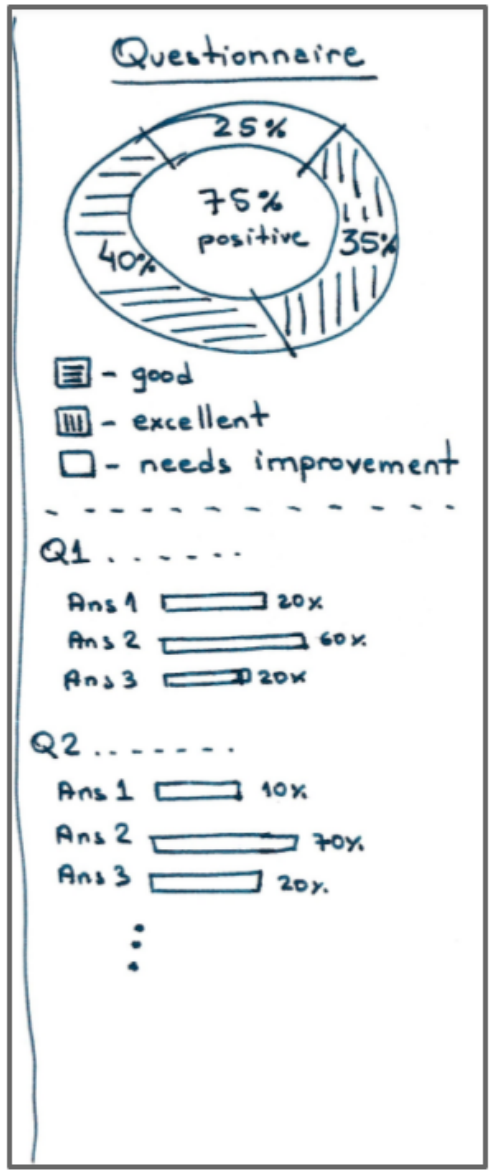 Questionnaire
25%
75%
positive
35%
40%
- good
- excellent
- needs improvement
Q1 . . . . . . .
Ans 1 20%
Ans 2 60%
Ans 3 20%
Q2 . . . . . . . .
Ans 1 10%
Ans 2 70%
Ans 3 20%